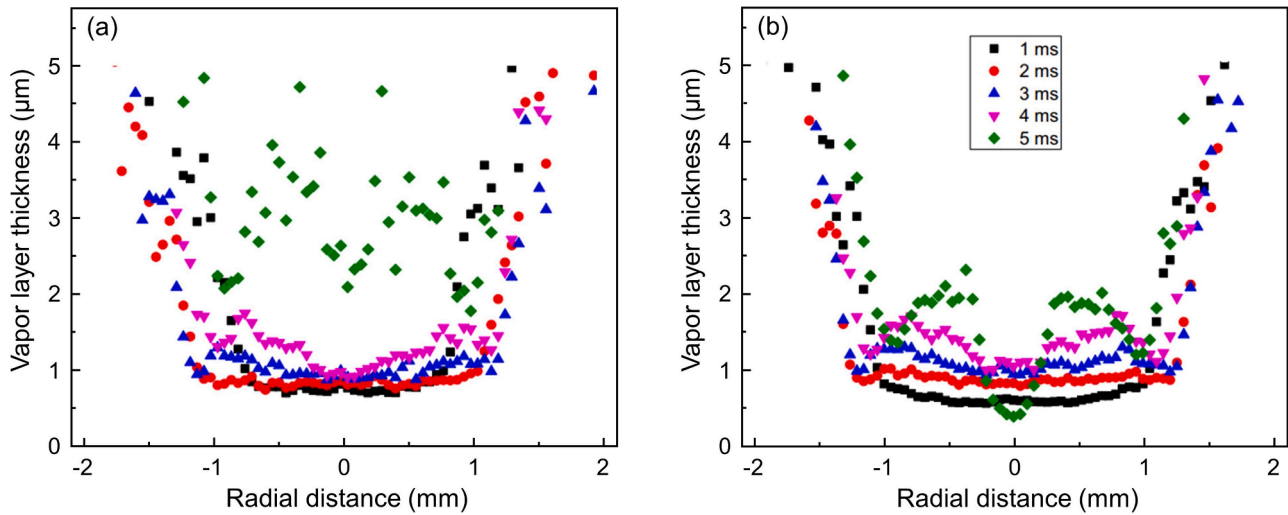 (a)
Vapor layer thickness (μm)
5
4
3
2
1
0
-2
-1
0
1
2
Radial distance (mm)
(b)
1 ms
2 ms
3 ms
4 ms
5 ms
Vapor layer thickness (μm)
5
4
3
2
1
0
-2
-1
0
1
2
Radial distance (mm)